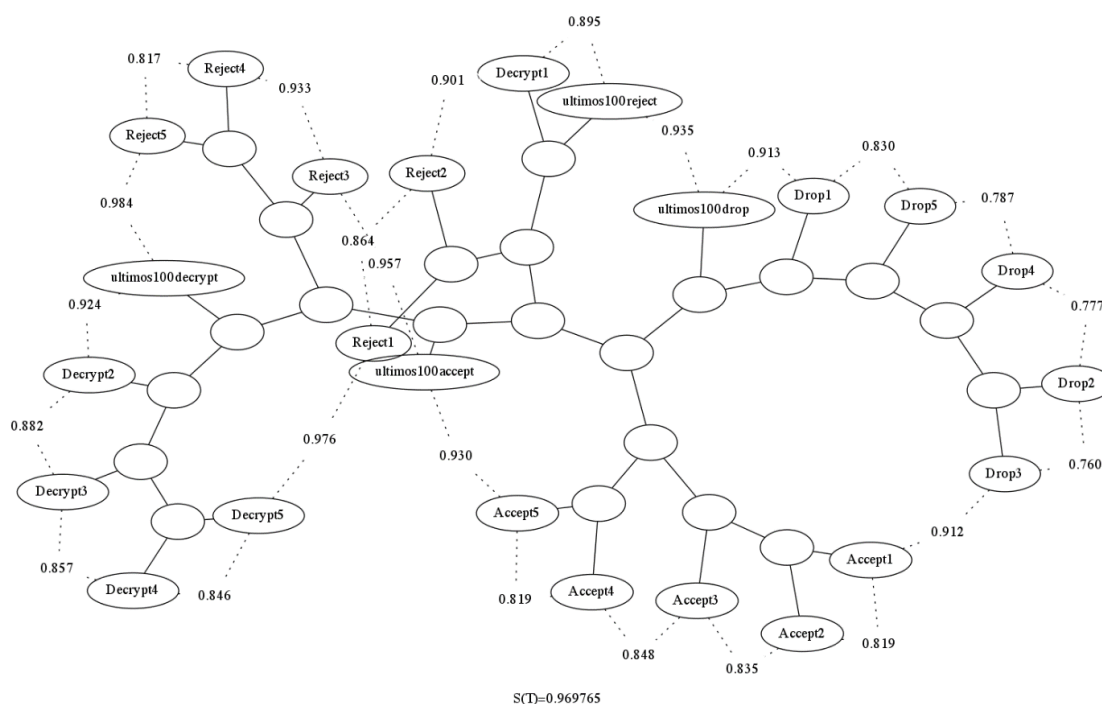 0.895
0.817
Reject4
0.933
0.901
Decrypt1
ultimos100reject
Reject5
0.935
0.913
0.830
Reject3
Reject2
Drop1
Drop5
0.787
0.984
ultimos100drop
0.864
0.957
Drop4
ultimos100decrypt
0.924
0.777
Reject1
ultimos100accept
Decrypt2
Drop2
0.882
0.976
0.930
0.760
Decrypt3
Drop3
Decrypt5
Accept5
0.912
0.857
Accept1
Decrypt4
0.846
0.819
Accept4
Accept3
Accept2
0.819
0.848
0.835
S(T)=0.969765